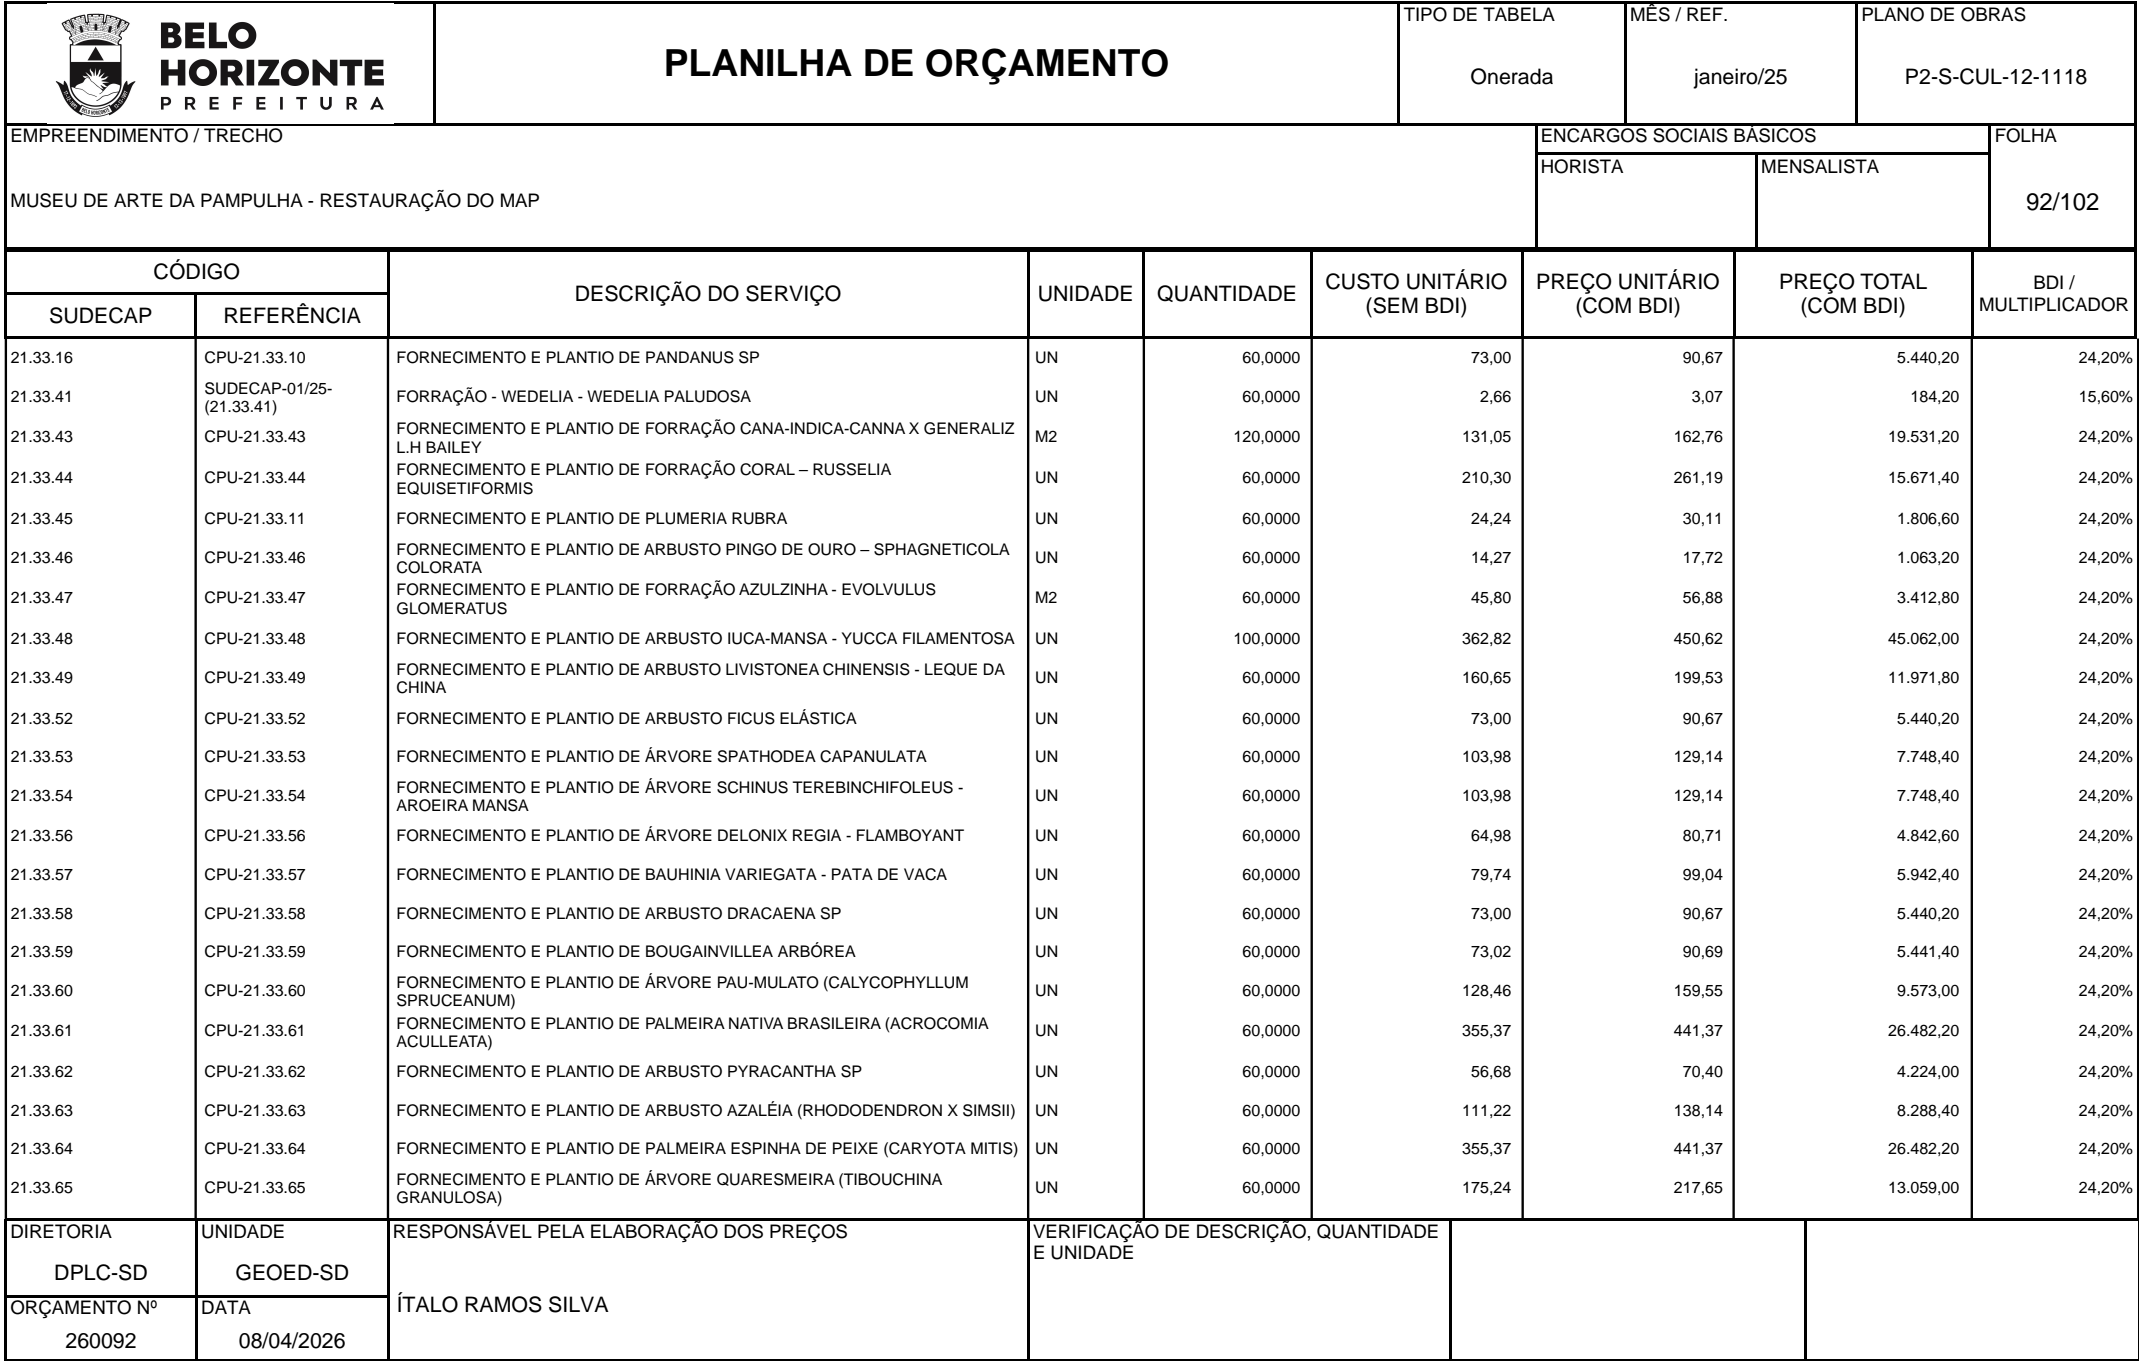 BELO
HORIZONTE
PREFEITURA
PLANILHA DE ORÇAMENTO
TIPO DE TABELA
Onerada
MÊS / REF.
janeiro/25
PLANO DE OBRAS
P2-S-CUL-12-1118
EMPREENDIMENTO / TRECHO
MUSEU DE ARTE DA PAMPULHA - RESTAURAÇÃO DO MAP
ENCARGOS SOCIAIS BÁSICOS
HORISTA
MENSALISTA
FOLHA
92/102
CÓDIGO
SUDECAP
REFERÊNCIA
DESCRIÇÃO DO SERVIÇO
UNIDADE
QUANTIDADE
CUSTO UNITÁRIO
(SEM BDI)
PREÇO UNITÁRIO
(COM BDI)
PREÇO TOTAL
(COM BDI)
BDI /
MULTIPLICADOR
21.33.16 CPU-21.33.10 FORNECIMENTO E PLANTIO DE PANDANUS SP UN 60,0000 73,00 90,67 5.440,20 24,20%
21.33.41 SUDECAP-01/25-
(21.33.41) FORRAÇÃO - WEDELIA - WEDELIA PALUDOSA UN 60,0000 2,66 3,07 184,20 15,60%
21.33.43 CPU-21.33.43 FORNECIMENTO E PLANTIO DE FORRAÇÃO CANA-INDICA-CANNA X GENERALIZ
L.H BAILEY M2 120,0000 131,05 162,76 19.531,20 24,20%
21.33.44 CPU-21.33.44 FORNECIMENTO E PLANTIO DE FORRAÇÃO CORAL – RUSSELIA
EQUISETIFORMIS UN 60,0000 210,30 261,19 15.671,40 24,20%
21.33.45 CPU-21.33.11 FORNECIMENTO E PLANTIO DE PLUMERIA RUBRA UN 60,0000 24,24 30,11 1.806,60 24,20%
21.33.46 CPU-21.33.46 FORNECIMENTO E PLANTIO DE ARBUSTO PINGO DE OURO – SPHAGNETICOLA
COLORATA UN 60,0000 14,27 17,72 1.063,20 24,20%
21.33.47 CPU-21.33.47 FORNECIMENTO E PLANTIO DE FORRAÇÃO AZULZINHA - EVOLVULUS
GLOMERATUS M2 60,0000 45,80 56,88 3.412,80 24,20%
21.33.48 CPU-21.33.48 FORNECIMENTO E PLANTIO DE ARBUSTO IUCA-MANSA - YUCCA FILAMENTOSA UN 100,0000 362,82 450,62 45.062,00 24,20%
21.33.49 CPU-21.33.49 FORNECIMENTO E PLANTIO DE ARBUSTO LIVISTONEA CHINENSIS - LEQUE DA
CHINA UN 60,0000 160,65 199,53 11.971,80 24,20%
21.33.52 CPU-21.33.52 FORNECIMENTO E PLANTIO DE ARBUSTO FICUS ELÁSTICA UN 60,0000 73,00 90,67 5.440,20 24,20%
21.33.53 CPU-21.33.53 FORNECIMENTO E PLANTIO DE ÁRVORE SPATHODEA CAPANULATA UN 60,0000 103,98 129,14 7.748,40 24,20%
21.33.54 CPU-21.33.54 FORNECIMENTO E PLANTIO DE ÁRVORE SCHINUS TEREBINCHIFOLEUS -
AROEIRA MANSA UN 60,0000 103,98 129,14 7.748,40 24,20%
21.33.56 CPU-21.33.56 FORNECIMENTO E PLANTIO DE ÁRVORE DELONIX REGIA - FLAMBOYANT UN 60,0000 64,98 80,71 4.842,60 24,20%
21.33.57 CPU-21.33.57 FORNECIMENTO E PLANTIO DE BAUHINIA VARIEGATA - PATA DE VACA UN 60,0000 79,74 99,04 5.942,40 24,20%
21.33.58 CPU-21.33.58 FORNECIMENTO E PLANTIO DE ARBUSTO DRACAENA SP UN 60,0000 73,00 90,67 5.440,20 24,20%
21.33.59 CPU-21.33.59 FORNECIMENTO E PLANTIO DE BOUGAINVILLEA ARBÓREA UN 60,0000 73,02 90,69 5.441,40 24,20%
21.33.60 CPU-21.33.60 FORNECIMENTO E PLANTIO DE ÁRVORE PAU-MULATO (CALYCOPHYLLUM
SPRUCEANUM) UN 60,0000 128,46 159,55 9.573,00 24,20%
21.33.61 CPU-21.33.61 FORNECIMENTO E PLANTIO DE PALMEIRA NATIVA BRASILEIRA (ACROCOMIA
ACULLEATA) UN 60,0000 355,37 441,37 26.482,20 24,20%
21.33.62 CPU-21.33.62 FORNECIMENTO E PLANTIO DE ARBUSTO PYRACANTHA SP UN 60,0000 56,68 70,40 4.224,00 24,20%
21.33.63 CPU-21.33.63 FORNECIMENTO E PLANTIO DE ARBUSTO AZALÉIA (RHODODENDRON X SIMSII) UN 60,0000 111,22 138,14 8.288,40 24,20%
21.33.64 CPU-21.33.64 FORNECIMENTO E PLANTIO DE PALMEIRA ESPINHA DE PEIXE (CARYOTA MITIS) UN 60,0000 355,37 441,37 26.482,20 24,20%
21.33.65 CPU-21.33.65 FORNECIMENTO E PLANTIO DE ÁRVORE QUARESMEIRA (TIBOUCHINA
GRANULOSA) UN 60,0000 175,24 217,65 13.059,00 24,20%
DIRETORIA
DPLC-SD
UNIDADE
GEOED-SD
RESPONSÁVEL PELA ELABORAÇÃO DOS PREÇOS
ÍTALO RAMOS SILVA
VERIFICAÇÃO DE DESCRIÇÃO, QUANTIDADE
E UNIDADE
ORÇAMENTO Nº
260092
DATA
08/04/2026